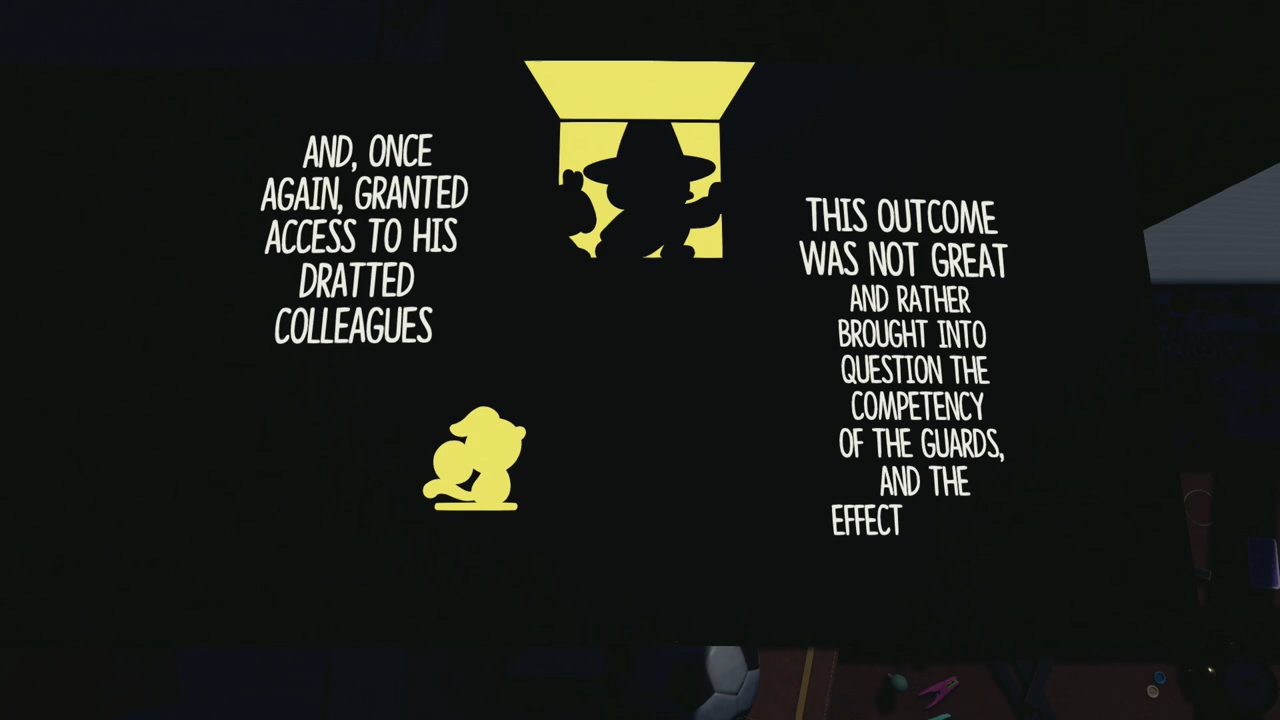 AND, ONCE
AGAIN, GRANTED
ACCESS TO HIS
DRATTED
COLLEAGUES
THIS OUTCOME
WAS NOT GREAT
AND RATHER
BROUGHT INTO
QUESTION THE
COMPETENCY
OF THE GUARDS,
AND THE
EFFECT